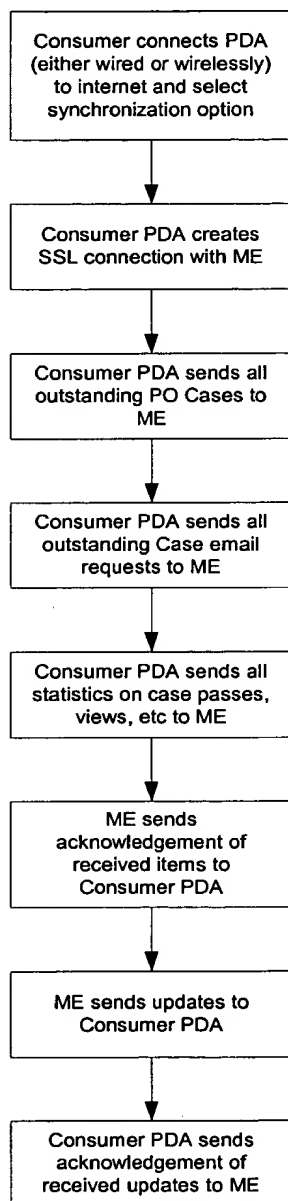 Consumer connects PDA
(either wired or wirelessly)
to internet and select
synchronization option
Consumer PDA creates
SSL connection with ME
Consumer PDA sends all
outstanding PO Cases to
ME
Consumer PDA sends all
outstanding Case email
requests to ME
Consumer PDA sends all
statistics on case passes,
views, etc to ME
ME sends
acknowledgement of
received items to
Consumer PDA
ME sends updates to
Consumer PDA
Consumer PDA sends
acknowledgement of
received updates to ME